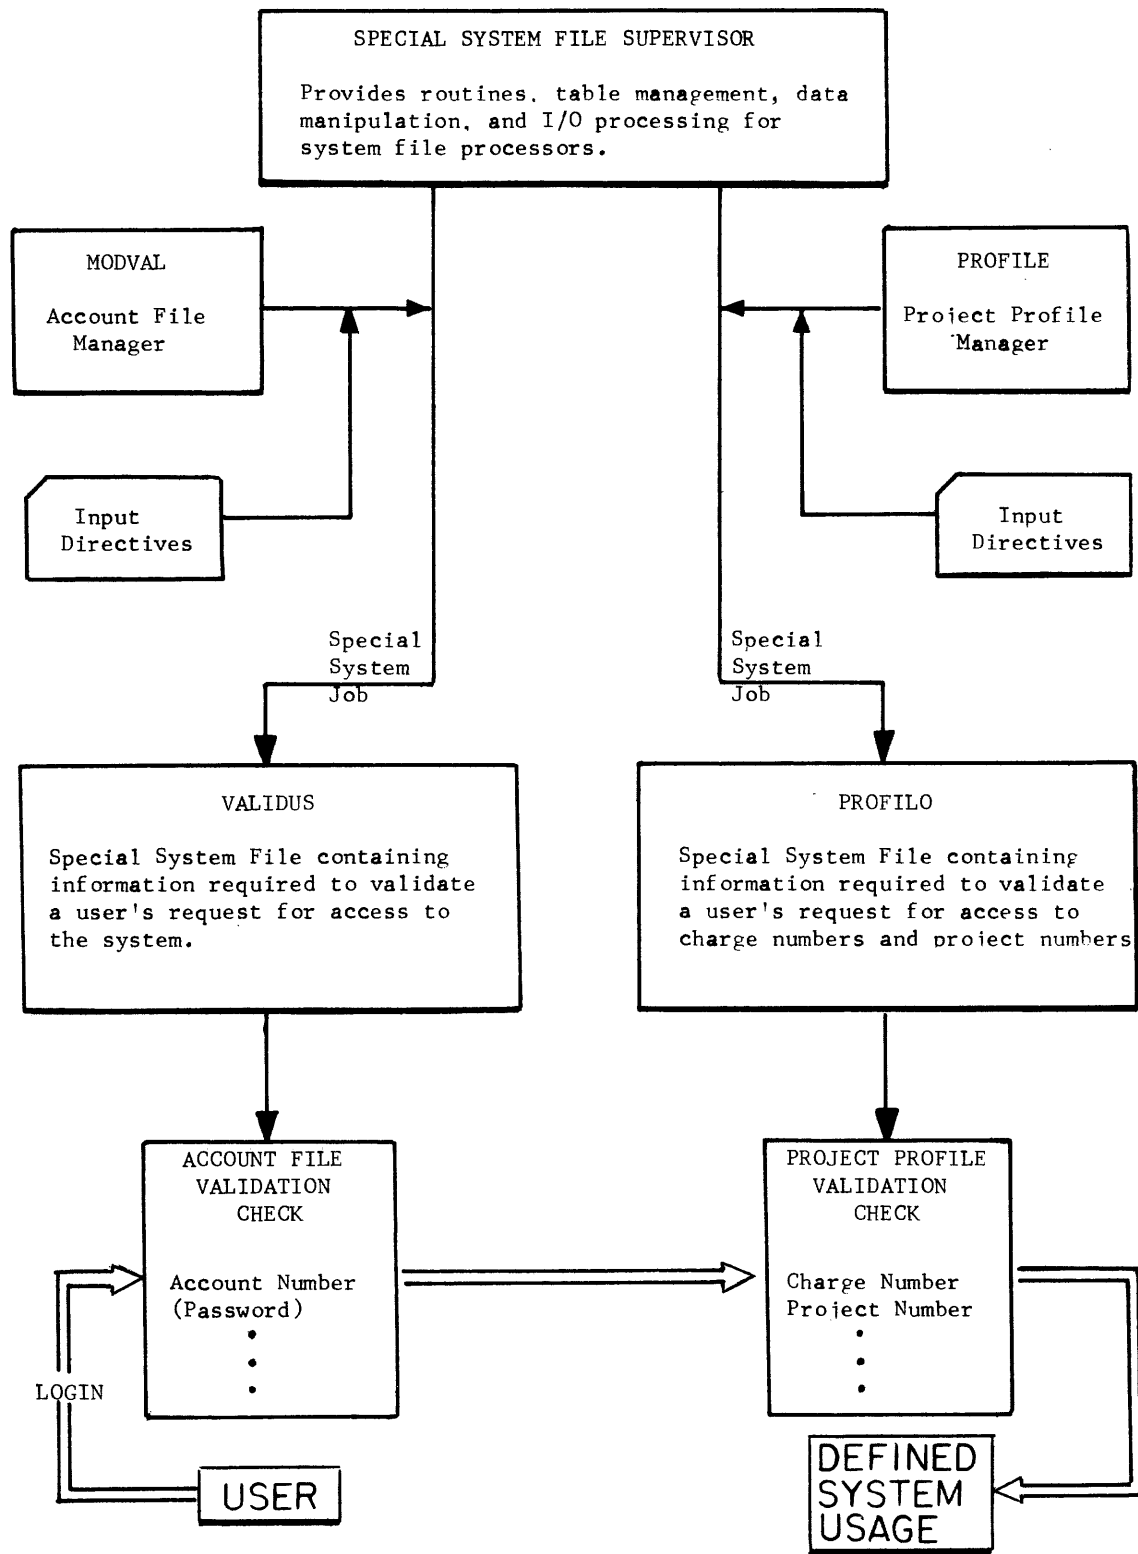 SPECIAL SYSTEM FILE SUPERVISOR
Provides routines, table management, data
manipulation, and I/O processing for
system file processors.
MODVAL
Account File
Manager
PROFILE
Project Profile
Manager
Input
Directives
Input
Directives
Special
System
Job
Special
System
Job
VALIDUS
Special System File containing
information required to validate
a user's request for access to
the system.
PROFILO
Special System File containing
information required to validate
a user's request for access to
charge numbers and project numbers
ACCOUNT FILE
VALIDATION
CHECK
Account Number
(Password)
PROJECT PROFILE
VALIDATION
CHECK
Charge Number
Project Number
LOGIN
USER
DEFINED
SYSTEM
USAGE